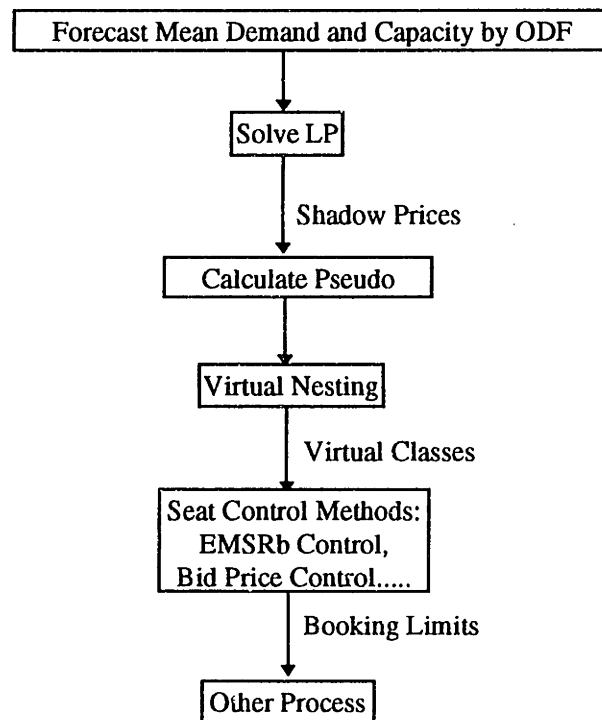 Forecast Mean Demand and Capacity by ODF
Solve LP
Shadow Prices
Calculate Pseudo
Virtual Nesting
Virtual Classes
Seat Control Methods:
EMSRb Control,
Bid Price Control.....
Booking Limits
Other Process